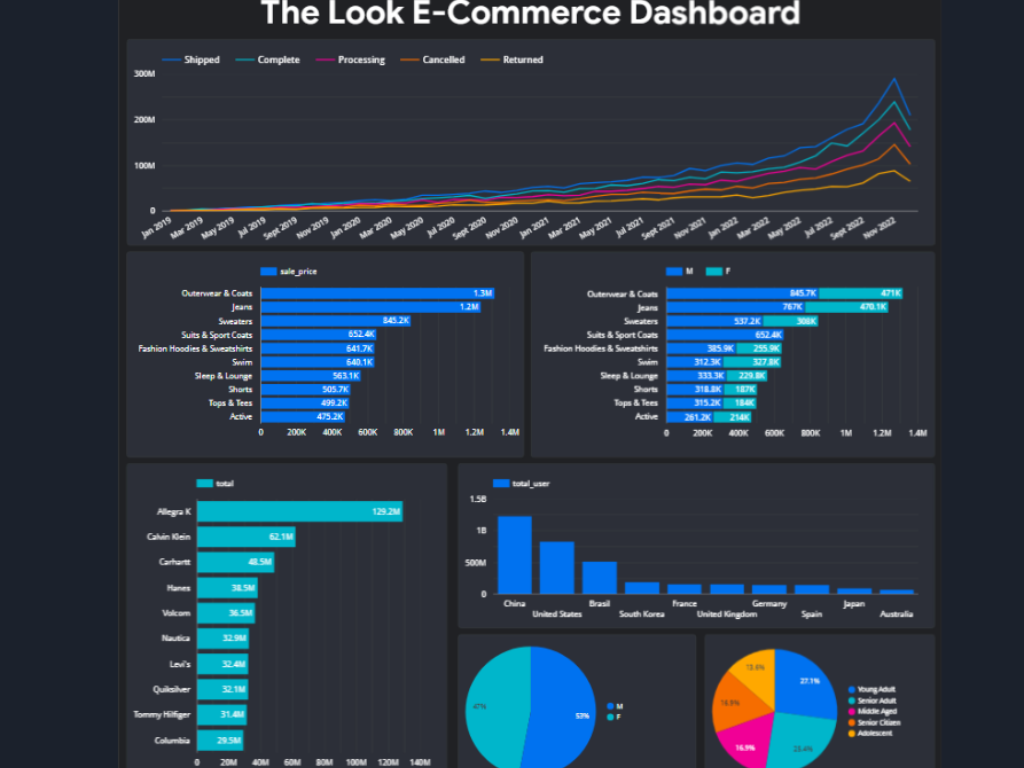 The Look E-Commerce Dashboard
Shipped Complete Processing Cancelled Returned
300M
200M
100M
0
Jan 2019 Mar 2019 May 2019 Jul 2019 Sept 2019 Nov 2019 Jan 2020 Mar 2020 May 2020 Jul 2020 Sept 2020 Nov 2020 Jan 2021 Mar 2021 May 2021 Jul 2021 Sept 2021 Nov 2021 Jan 2022 Mar 2022 May 2022 Jul 2022 Sept 2022 Nov 2022
sale_price
Outerwear & Coats 1.3M
Jeans 1.2M
Sweaters 845.2K
Suits & Sport Coats 652.4K
Fashion Hoodies & Sweatshirts 641.7K
Swim 640.1K
Sleep & Lounge 563.1K
Shorts 505.7K
Tops & Tees 499.2K
Active 475.2K
0 200K 400K 600K 800K 1M 1.2M 1.4M
M F
Outerwear & Coats 845.7K 471K
Jeans 767K 470.1K
Sweaters 537.2K 308K
Suits & Sport Coats 652.4K
Fashion Hoodies & Sweatshirts 385.9K 255.9K
Swim 312.3K 327.8K
Sleep & Lounge 333.3K 229.8K
Shorts 318.8K 187K
Tops & Tees 315.2K 184K
Active 261.2K 214K
0 200K 400K 600K 800K 1M 1.2M 1.4M
total
Allegra K 129.2M
Calvin Klein 62.1M
Carhartt 48.5M
Hanes 38.5M
Volcom 36.5M
Nautica 32.9M
Levi's 32.4M
Quiksilver 32.1M
Tommy Hilfiger 31.4M
Columbia 29.5M
0 20M 40M 60M 80M 100M 120M 140M
total_user
1.5B
1B
500M
0
China United States Brasil South Korea France United Kingdom Germany Spain Japan Australia
47% 53%
M
F
27.1%
23.4%
16.9%
18.9%
13.8%
Young Adult
Senior Adult
Middle Aged
Senior Citizen
Adolescent